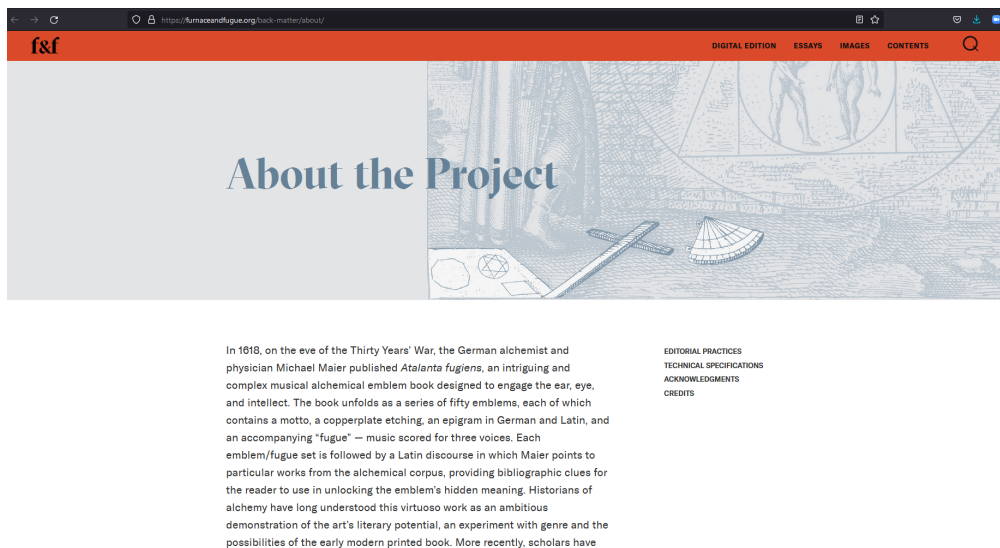 https://furnaceandfugue.org/back-matter/about/
f&f
DIGITAL EDITION ESSAYS IMAGES CONTENTS
About the Project
In 1618, on the eve of the Thirty Years’ War, the German alchemist and
physician Michael Maier published Atalanta fugiens, an intriguing and
complex musical alchemical emblem book designed to engage the ear, eye,
and intellect. The book unfolds as a series of fifty emblems, each of which
contains a motto, a copperplate etching, an epigram in German and Latin, and
an accompanying “fugue” — music scored for three voices. Each
emblem/fugue set is followed by a Latin discourse in which Maier points to
particular works from the alchemical corpus, providing bibliographic clues for
the reader to use in unlocking the emblem’s hidden meaning. Historians of
alchemy have long understood this virtuoso work as an ambitious
demonstration of the art’s literary potential, an experiment with genre and the
possibilities of the early modern printed book. More recently, scholars have
EDITORIAL PRACTICES
TECHNICAL SPECIFICATIONS
ACKNOWLEDGMENTS
CREDITS